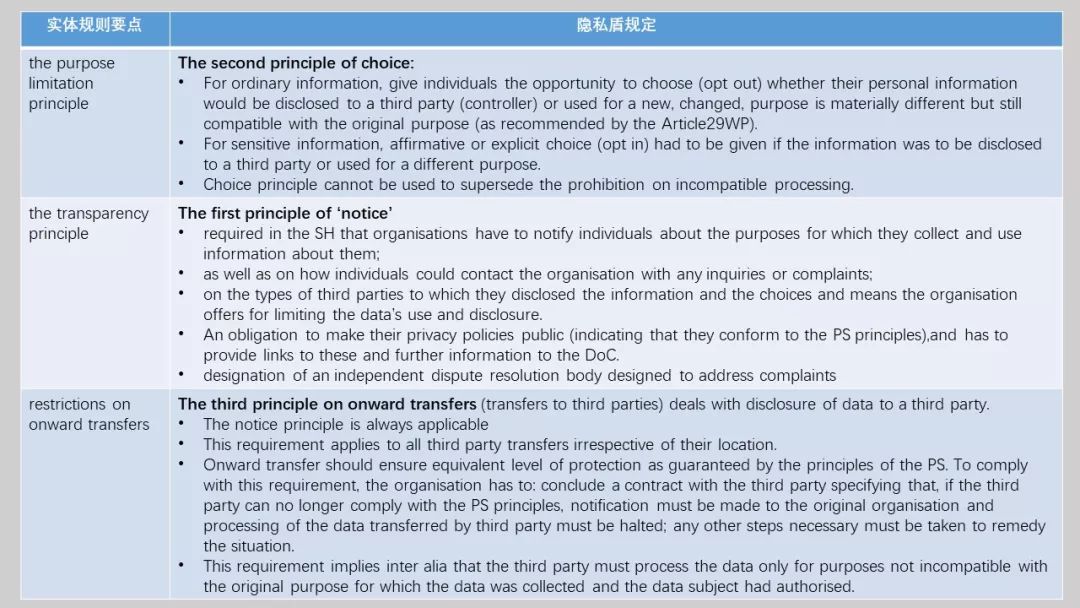 实体规则要点
隐私盾规定
the purpose
limitation
principle
The second principle of choice:
• For ordinary information, give individuals the opportunity to choose (opt out) whether their personal information
would be disclosed to a third party (controller) or used for a new, changed, purpose is materially different but still
compatible with the original purpose (as recommended by the Article29WP).
• For sensitive information, affirmative or explicit choice (opt in) had to be given if the information was to be disclosed
to a third party or used for a different purpose.
• Choice principle cannot be used to supersede the prohibition on incompatible processing.
the transparency
principle
The first principle of ‘notice’
• required in the SH that organisations have to notify individuals about the purposes for which they collect and use
information about them;
• as well as on how individuals could contact the organisation with any inquiries or complaints;
• on the types of third parties to which they disclosed the information and the choices and means the organisation
offers for limiting the data's use and disclosure.
• An obligation to make their privacy policies public (indicating that they conform to the PS principles),and has to
provide links to these and further information to the DoC.
• designation of an independent dispute resolution body designed to address complaints
restrictions on
onward transfers
The third principle on onward transfers (transfers to third parties) deals with disclosure of data to a third party.
• The notice principle is always applicable
• This requirement applies to all third party transfers irrespective of their location.
• Onward transfer should ensure equivalent level of protection as guaranteed by the principles of the PS. To comply
with this requirement, the organisation has to: conclude a contract with the third party specifying that, if the third
party can no longer comply with the PS principles, notification must be made to the original organisation and
processing of the data transferred by third party must be halted; any other steps necessary must be taken to remedy
the situation.
• This requirement implies inter alia that the third party must process the data only for purposes not incompatible with
the original purpose for which the data was collected and the data subject had authorised.